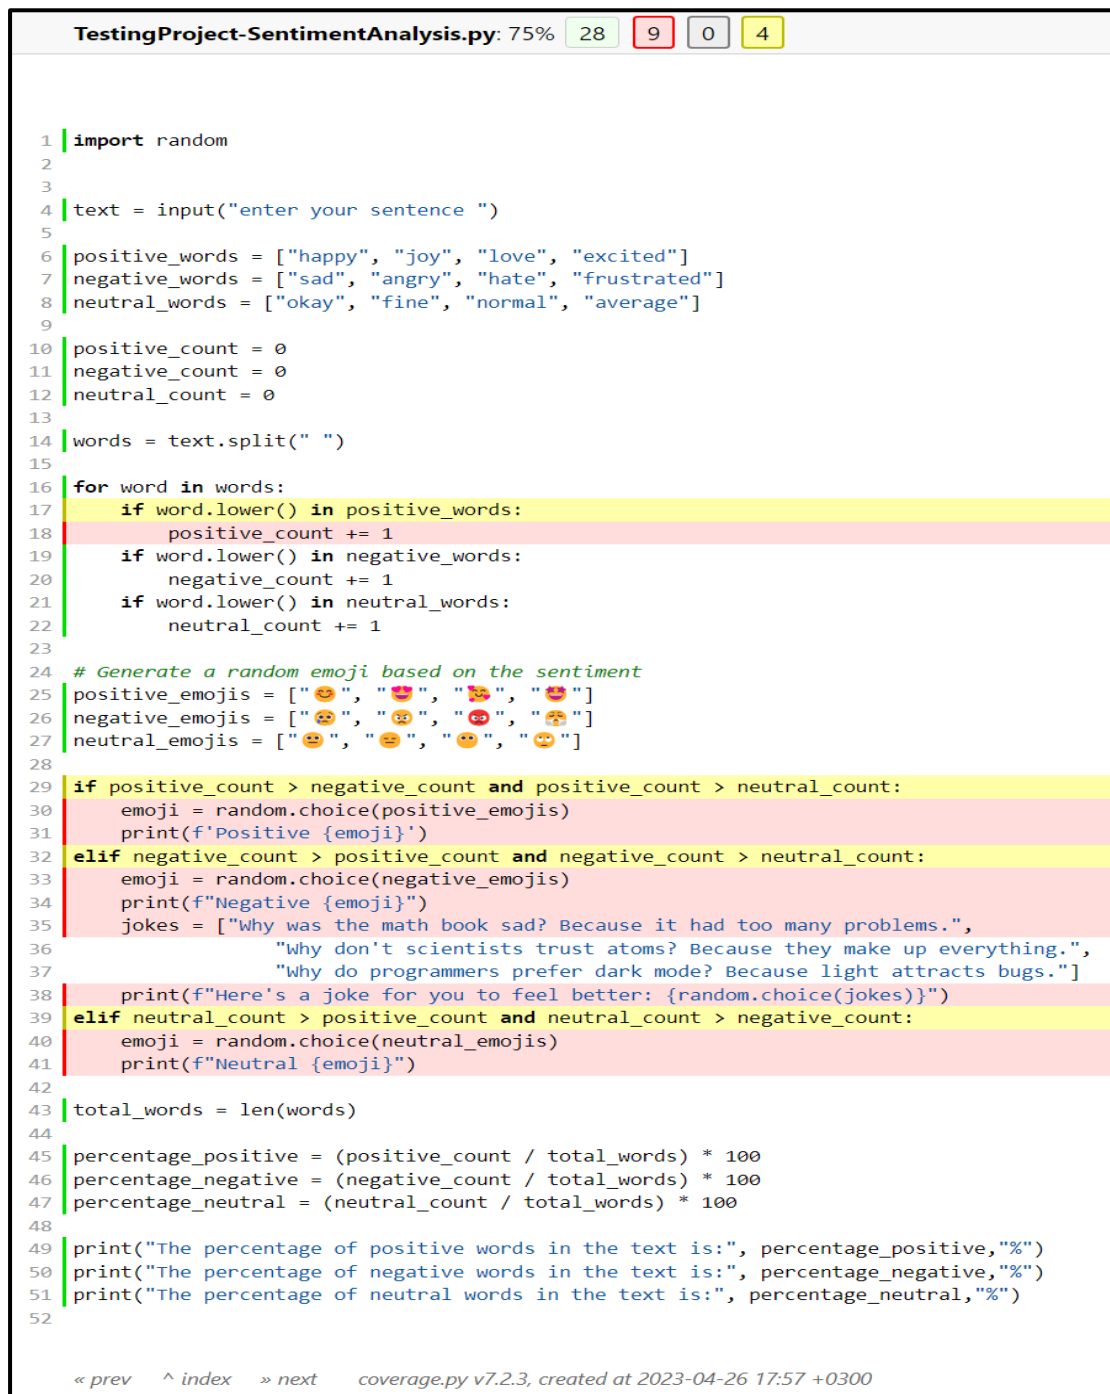 TestingProject-SentimentAnalysis.py: 75% 28 9 0 4
1 import random
2
3
4 text = input("enter your sentence ")
5
6 positive_words = ["happy", "joy", "love", "excited"]
7 negative_words = ["sad", "angry", "hate", "frustrated"]
8 neutral_words = ["okay", "fine", "normal", "average"]
9
10 positive_count = 0
11 negative_count = 0
12 neutral_count = 0
13
14 words = text.split(" ")
15
16 for word in words:
17     if word.lower() in positive_words:
18         positive_count += 1
19     if word.lower() in negative_words:
20         negative_count += 1
21     if word.lower() in neutral_words:
22         neutral_count += 1
23
24 # Generate a random emoji based on the sentiment
25 positive_emojis = ["😊", "😍", "🥰", "🤩"]
26 negative_emojis = ["😢", "😠", "😡", "😤"]
27 neutral_emojis = ["😐", "😑", "😶", "🙄"]
28
29 if positive_count > negative_count and positive_count > neutral_count:
30     emoji = random.choice(positive_emojis)
31     print(f'Positive {emoji}')
32 elif negative_count > positive_count and negative_count > neutral_count:
33     emoji = random.choice(negative_emojis)
34     print(f"Negative {emoji}")
35     jokes = ["Why was the math book sad? Because it had too many problems.",
36                  "Why don't scientists trust atoms? Because they make up everything.",
37                  "Why do programmers prefer dark mode? Because light attracts bugs."]
38     print(f"Here's a joke for you to feel better: {random.choice(jokes)}")
39 elif neutral_count > positive_count and neutral_count > negative_count:
40     emoji = random.choice(neutral_emojis)
41     print(f"Neutral {emoji}")
42
43 total_words = len(words)
44
45 percentage_positive = (positive_count / total_words) * 100
46 percentage_negative = (negative_count / total_words) * 100
47 percentage_neutral = (neutral_count / total_words) * 100
48
49 print("The percentage of positive words in the text is:", percentage_positive,"%")
50 print("The percentage of negative words in the text is:", percentage_negative,"%")
51 print("The percentage of neutral words in the text is:", percentage_neutral,"%")
52
« prev ^ index » next coverage.py v7.2.3, created at 2023-04-26 17:57 +0300